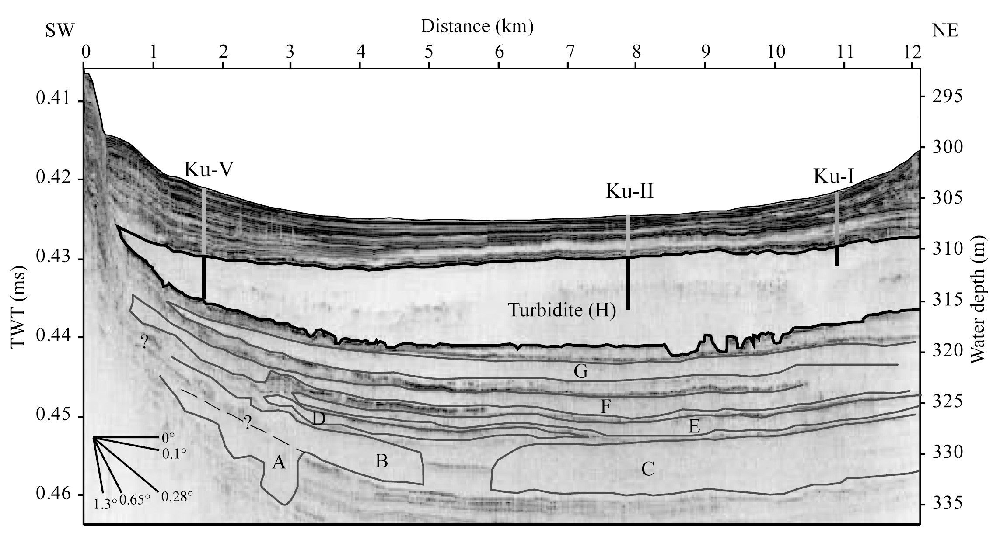 Distance (km)
SW
NE
0 1 2 3 4 5 6 7 8 9 10 11 12
0.41
295
300
Ku-V
Ku-I
0.42
Ku-II
305
310
0.43
TWT (ms)
Water depth (m)
315
Turbidite (H)
?
0.44
320
G
325
F
0.45
D
?
E
0°
0.1°
330
A
B
C
0.46
0.28°
0.65°
1.3°
335